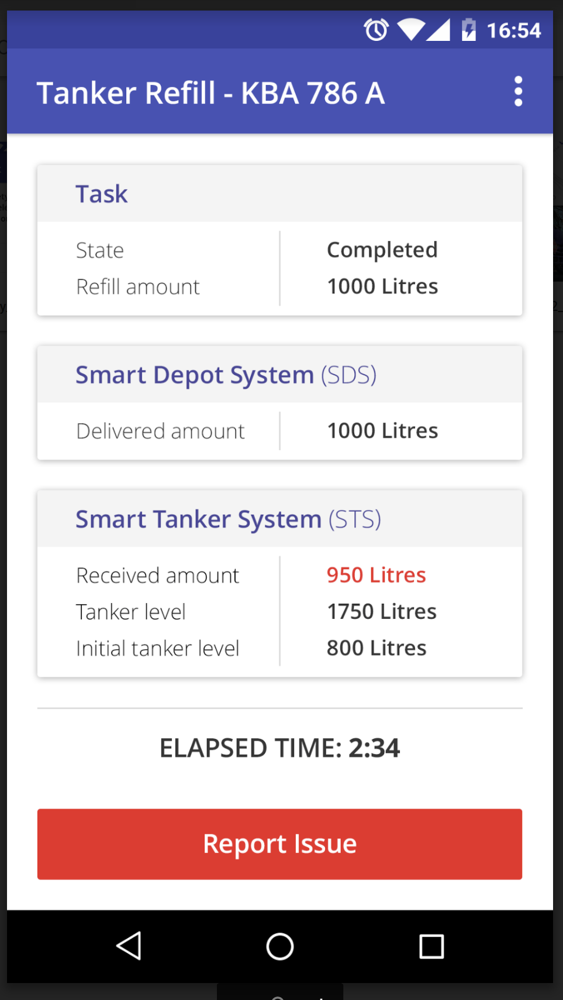 16:54
Tanker Refill - KBA 786 A
Task
State Completed
Refill amount 1000 Litres
Smart Depot System (SDS)
Delivered amount 1000 Litres
Smart Tanker System (STS)
Received amount 950 Litres
Tanker level 1750 Litres
Initial tanker level 800 Litres
ELAPSED TIME: 2:34
Report Issue